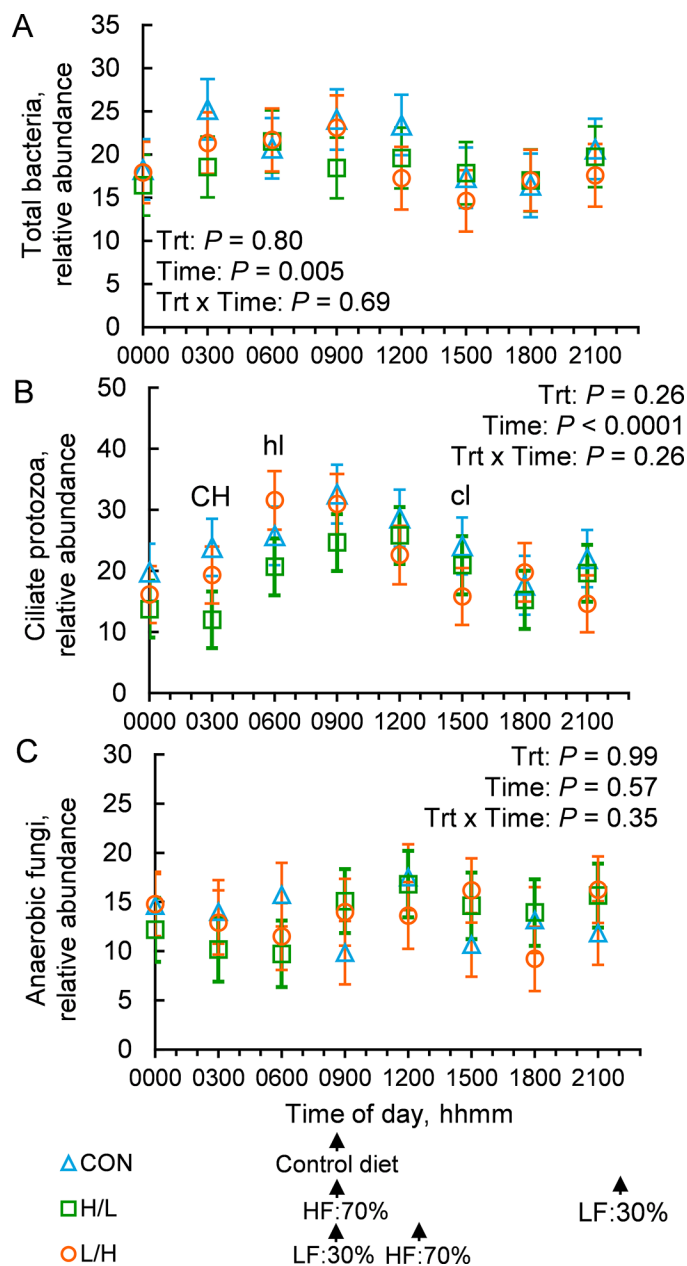 A
Total bacteria,
relative abundance
35
30
25
20
15
10
5
0
Trt: P = 0.80
Time: P = 0.005
Trt x Time: P = 0.69
0000 0300 0600 0900 1200 1500 1800 2100
B
Ciliate protozoa,
relative abundance
50
40
30
20
10
0
Trt: P = 0.26
Time: P < 0.0001
Trt x Time: P = 0.26
CH
hl
cl
0000 0300 0600 0900 1200 1500 1800 2100
C
Anaerobic fungi,
relative abundance
30
25
20
15
10
5
0
Trt: P = 0.99
Time: P = 0.57
Trt x Time: P = 0.35
0000 0300 0600 0900 1200 1500 1800 2100
Time of day, hhmm
CON
Control diet
H/L
HF:70%
LF:30%
L/H
LF:30%
HF:70%